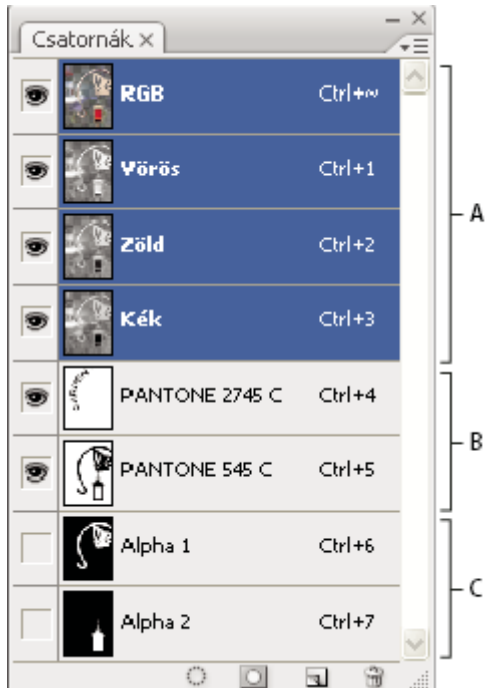 Csatornák
RGB Ctrl+~
Vörös Ctrl+1
Zöld Ctrl+2
Kék Ctrl+3
A
PANTONE 2745 C Ctrl+4
PANTONE 545 C Ctrl+5
B
Alpha 1 Ctrl+6
Alpha 2 Ctrl+7
C